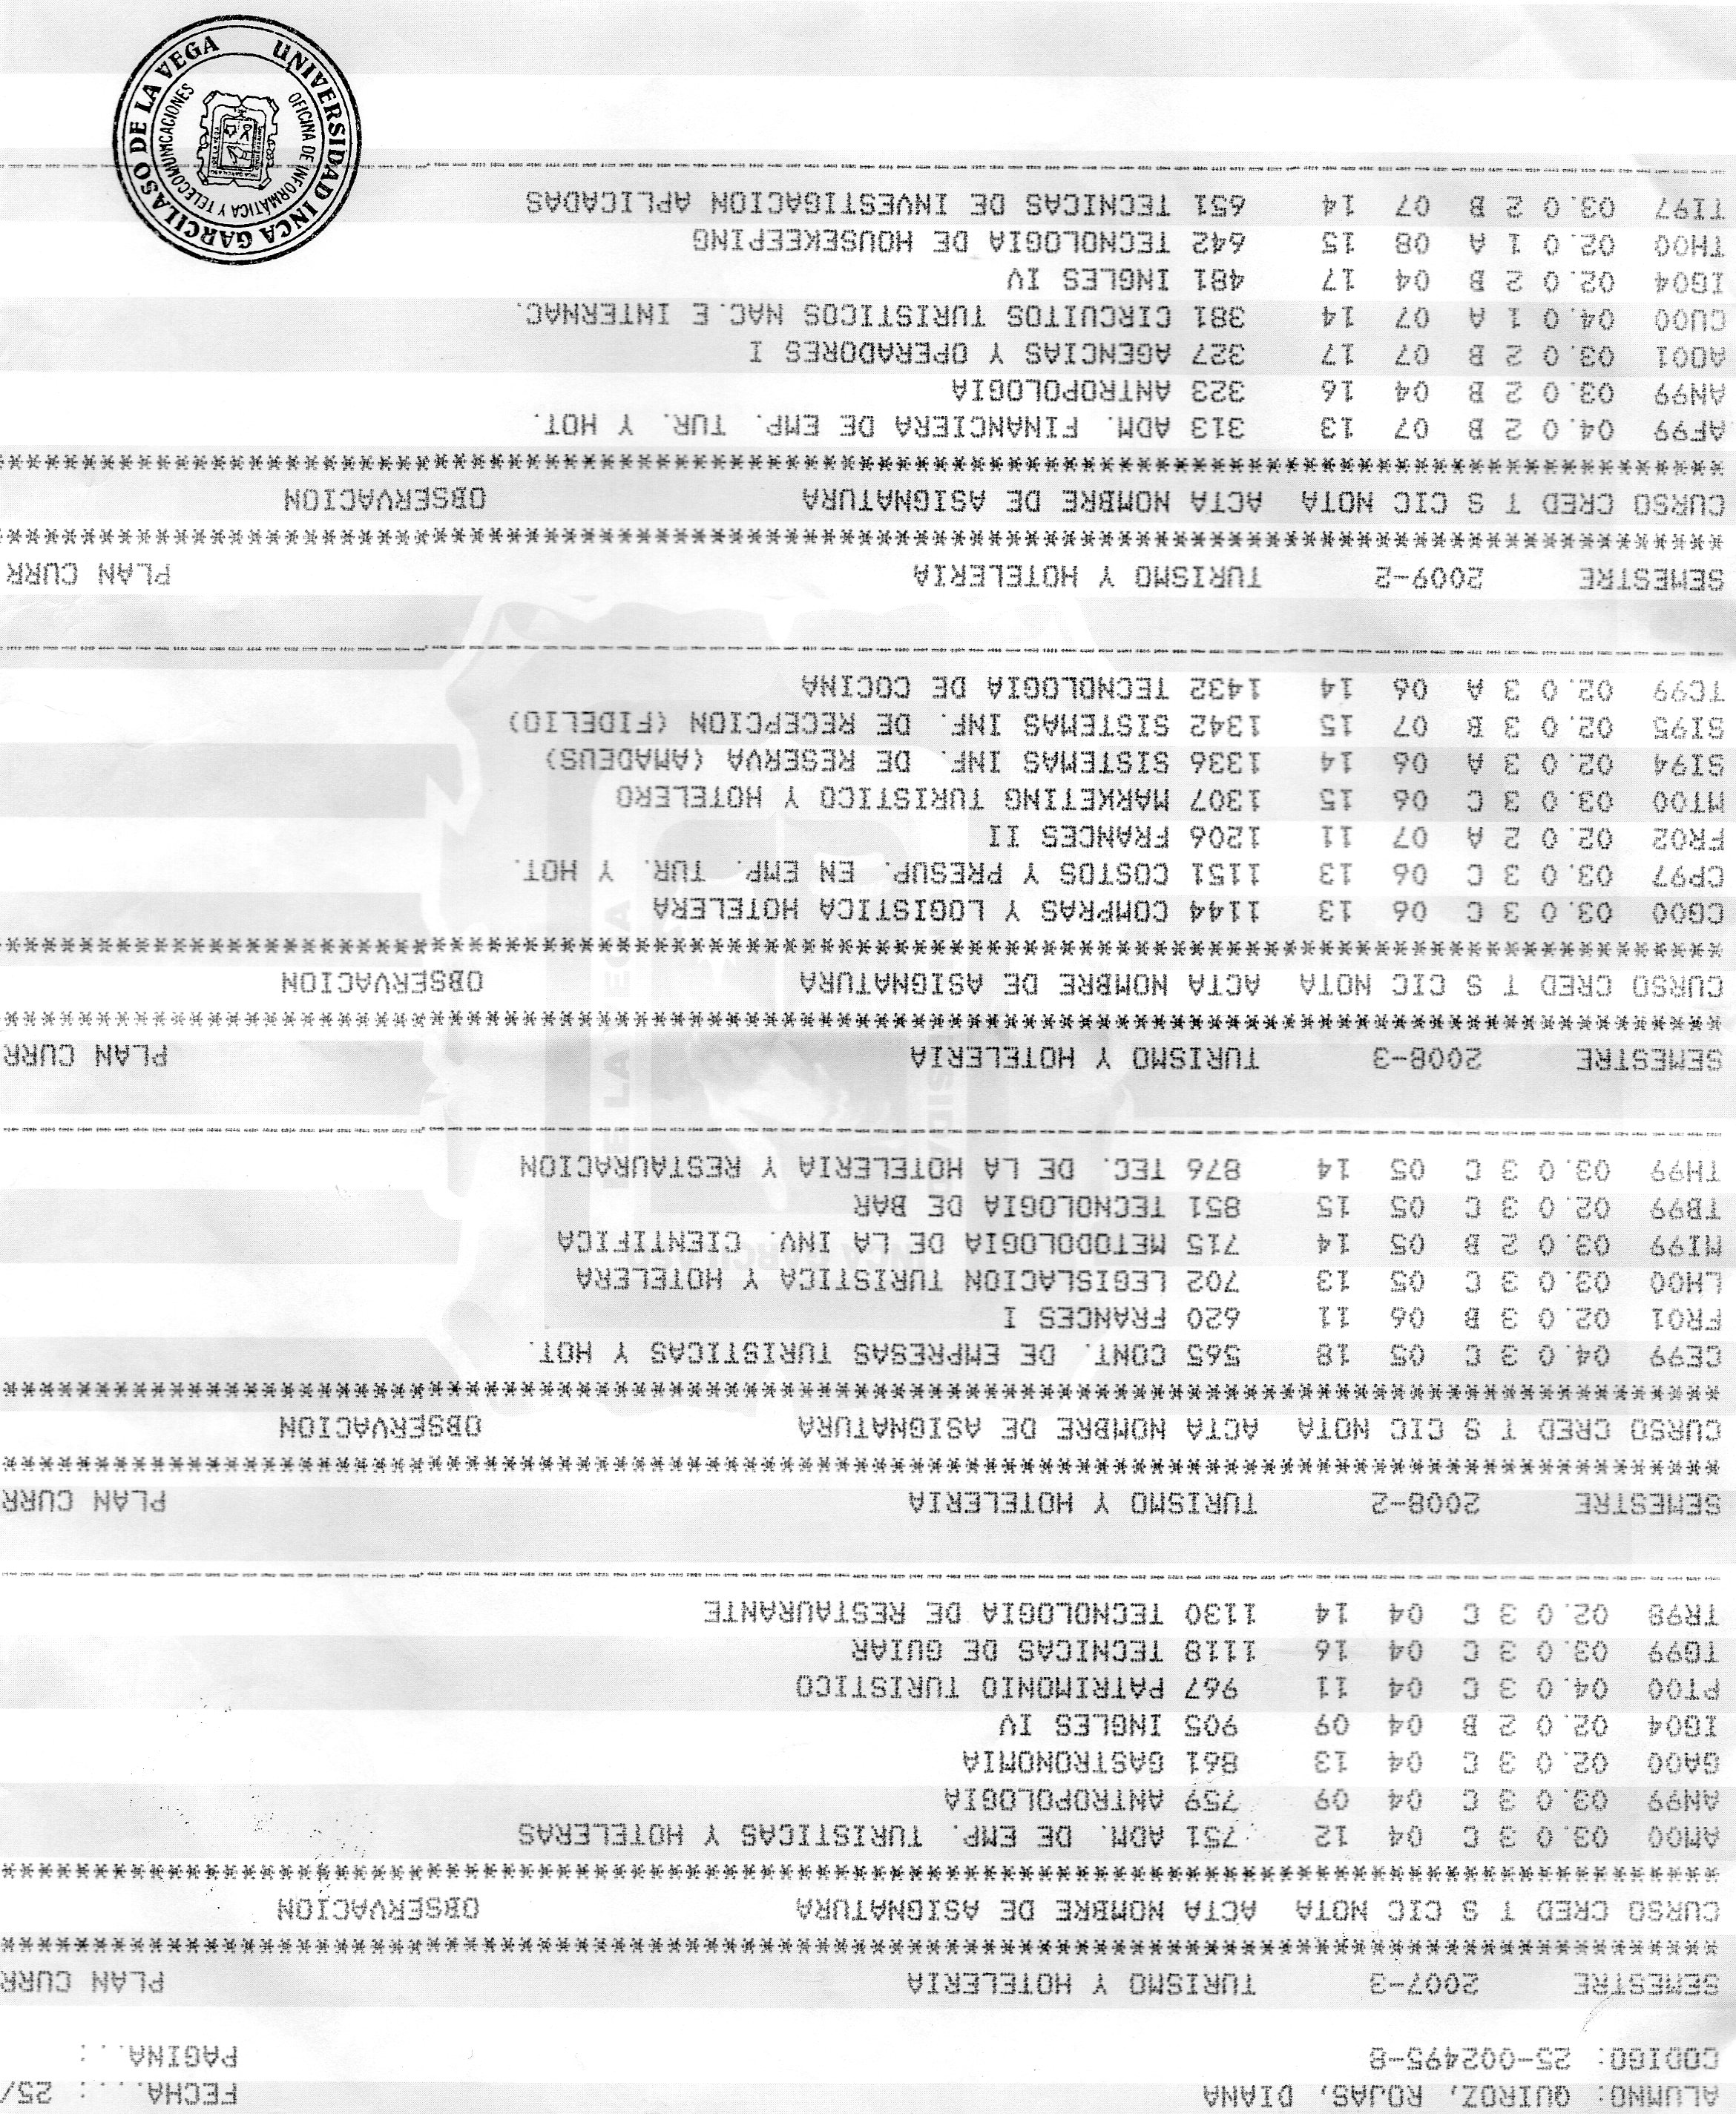 ALUMNO: QUIROZ, ROJAS, DIANA FECHA...: 25/
CODIGO: 25-002495-8 PAGINA...:
SEMESTRE 2007-3 TURISMO Y HOTELERIA PLAN CURR
CURSO CRED T S CIC NOTA ACTA NOMBRE DE ASIGNATURA OBSERVACION
AM00 03.0 3 C 04 12 751 ADM. DE EMP. TURISTICAS Y HOTELERAS
AN99 03.0 3 C 04 09 759 ANTROPOLOGIA
GA00 02.0 3 C 04 13 861 GASTRONOMIA
IG04 02.0 2 B 04 09 905 INGLES IV
PT00 04.0 3 C 04 11 967 PATRIMONIO TURISTICO
TG99 03.0 3 C 04 16 1118 TECNICAS DE GUIAR
TR98 02.0 3 C 04 14 1130 TECNOLOGIA DE RESTAURANTE
SEMESTRE 2008-2 TURISMO Y HOTELERIA PLAN CURR
CURSO CRED T S CIC NOTA ACTA NOMBRE DE ASIGNATURA OBSERVACION
CE99 04.0 3 C 05 18 565 CONT. DE EMPRESAS TURISTICAS Y HOT.
FR01 02.0 3 B 06 11 620 FRANCES I
LH00 03.0 3 C 05 13 702 LEGISLACION TURISTICA Y HOTELERA
MI99 03.0 2 B 05 14 715 METODOLOGIA DE LA INV. CIENTIFICA
TB99 02.0 3 C 05 15 851 TECNOLOGIA DE BAR
TH99 03.0 3 C 05 14 876 TEC. DE LA HOTELERIA Y RESTAURACION
SEMESTRE 2008-3 TURISMO Y HOTELERIA PLAN CURR
CURSO CRED T S CIC NOTA ACTA NOMBRE DE ASIGNATURA OBSERVACION
CG00 03.0 3 C 06 13 1144 COMPRAS Y LOGISTICA HOTELERA
CP97 03.0 3 C 06 13 1151 COSTOS Y PRESUP. EN EMP. TUR. Y HOT.
FR02 02.0 2 A 07 11 1206 FRANCES II
MT00 03.0 3 C 06 15 1307 MARKETING TURISTICO Y HOTELERO
SI94 02.0 3 A 06 14 1336 SISTEMAS INF. DE RESERVA (AMADEUS)
SI95 02.0 3 B 07 15 1342 SISTEMAS INF. DE RECEPCION (FIDELIO)
TC99 02.0 3 A 06 14 1432 TECNOLOGIA DE COCINA
SEMESTRE 2009-2 TURISMO Y HOTELERIA PLAN CURR
CURSO CRED T S CIC NOTA ACTA NOMBRE DE ASIGNATURA OBSERVACION
AF99 04.0 2 B 07 13 313 ADM. FINANCIERA DE EMP. TUR. Y HOT.
AN99 03.0 2 B 04 16 323 ANTROPOLOGIA
AO01 03.0 2 B 07 17 327 AGENCIAS Y OPERADORES I
CU00 04.0 1 A 07 14 381 CIRCUITOS TURISTICOS NAC.E INTERNAC.
IG04 02.0 2 B 04 17 481 INGLES IV
TH00 02.0 1 A 08 15 642 TECNOLOGIA DE HOUSEKEEPING
TI97 03.0 2 B 07 14 651 TECNICAS DE INVESTIGACION APLICADAS
UNIVERSIDAD INCA GARCILASO DE LA VEGA
OFICINA DE INFORMATICA Y TELECOMUNICACIONES